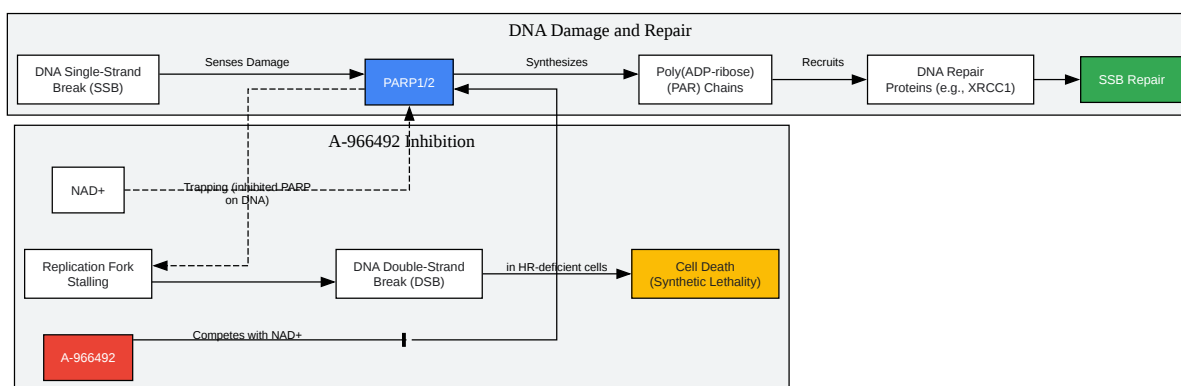 DNA Damage and Repair
DNA Single-Strand
Break (SSB)
Senses Damage
PARP1/2
Synthesizes
Poly(ADP-ribose)
(PAR) Chains
Recruits
DNA Repair
Proteins (e.g., XRCC1)
SSB Repair
A-966492 Inhibition
NAD+
Trapping (inhibited PARP
on DNA)
Replication Fork
Stalling
DNA Double-Strand
Break (DSB)
in HR-deficient cells
Cell Death
(Synthetic Lethality)
A-966492
Competes with NAD+